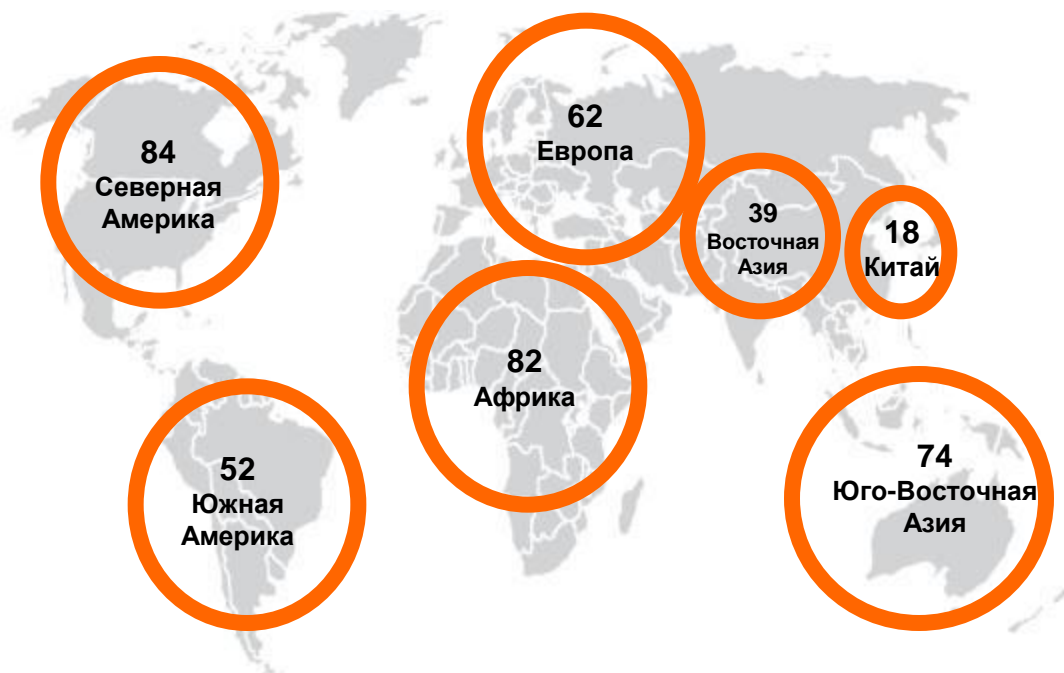 84
Северная
Америка
62
Европа
39
Восточная
Азия
18
Китай
82
Африка
52
Южная
Америка
74
Юго-Восточная
Азия